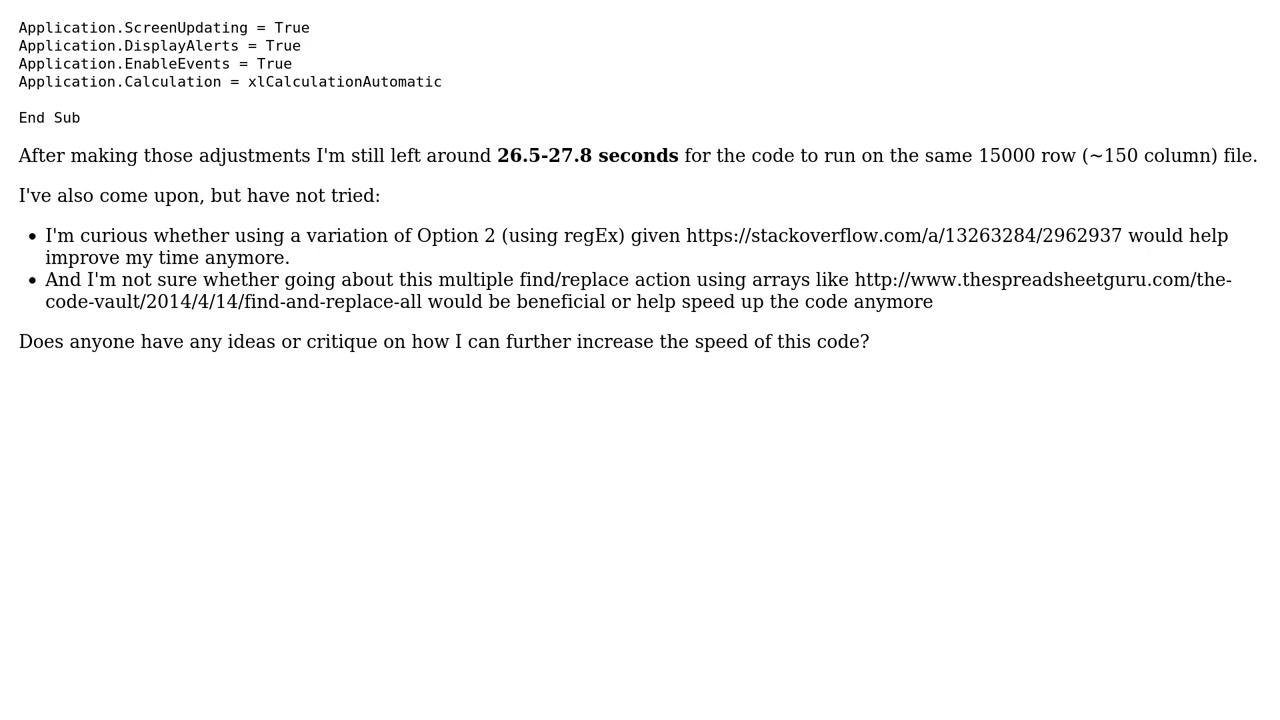 Application.ScreenUpdating = True
Application.DisplayAlerts = True
Application.EnableEvents = True
Application.Calculation = xlCalculationAutomatic
End Sub
After making those adjustments I'm still left around 26.5-27.8 seconds for the code to run on the same 15000 row (~150 column) file.
I've also come upon, but have not tried:
• I'm curious whether using a variation of Option 2 (using regEx) given https://stackoverflow.com/a/13263284/2962937 would help
improve my time anymore.
• And I'm not sure whether going about this multiple find/replace action using arrays like http://www.thespreadsheetguru.com/the-
code-vault/2014/4/14/find-and-replace-all would be beneficial or help speed up the code anymore
Does anyone have any ideas or critique on how I can further increase the speed of this code?